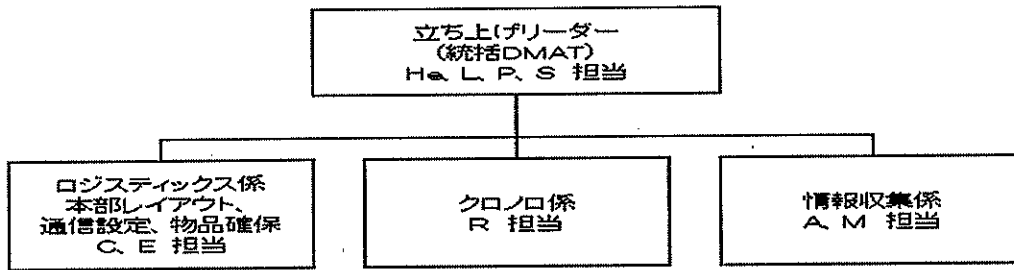 立ち上げリーダー
(統括DMAT)
He、L、P、S 担当
ロジスティックス係
本部レイアウト、
通信設定、物品確保
C、E 担当
クロノロ係
R 担当
情報収集係
A、M 担当